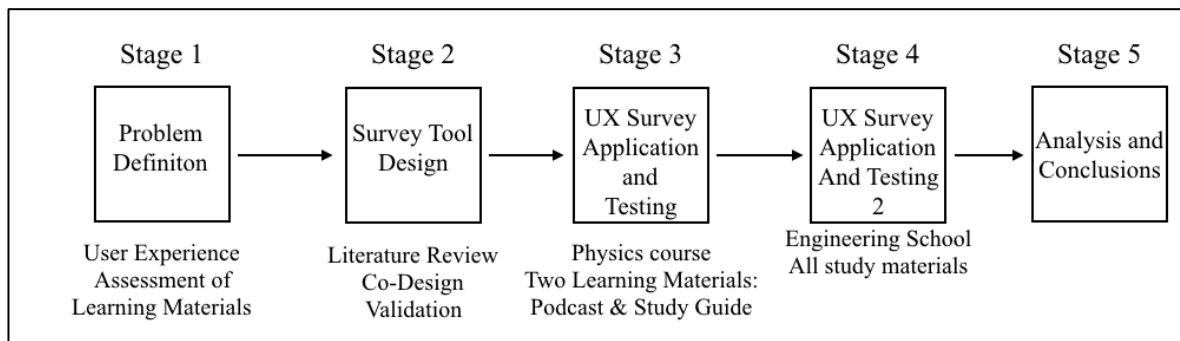 Stage 1
Stage 2
Stage 3
Stage 4
Stage 5
Problem
Definiton
Survey Tool
Design
UX Survey
Application
and
Testing
UX Survey
Application
And Testing
2
Analysis and
Conclusions
User Experience
Assessment of
Learning Materials
Literature Review
Co-Design
Validation
Physics course
Two Learning Materials:
Podcast & Study Guide
Engineering School
All study materials